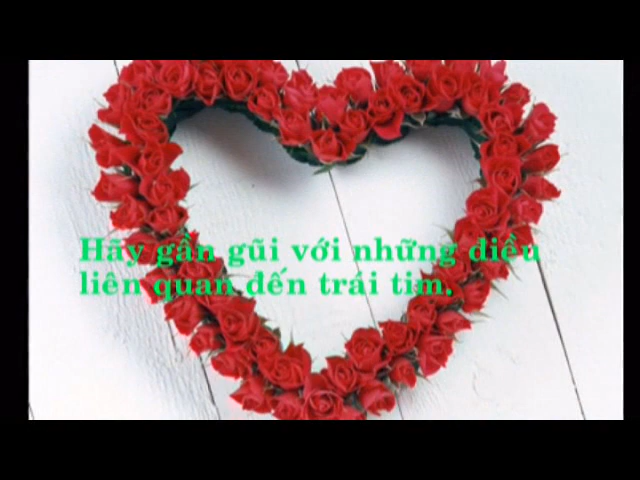 Hãy gần gũi với những điều
liên quan đến trái tim.